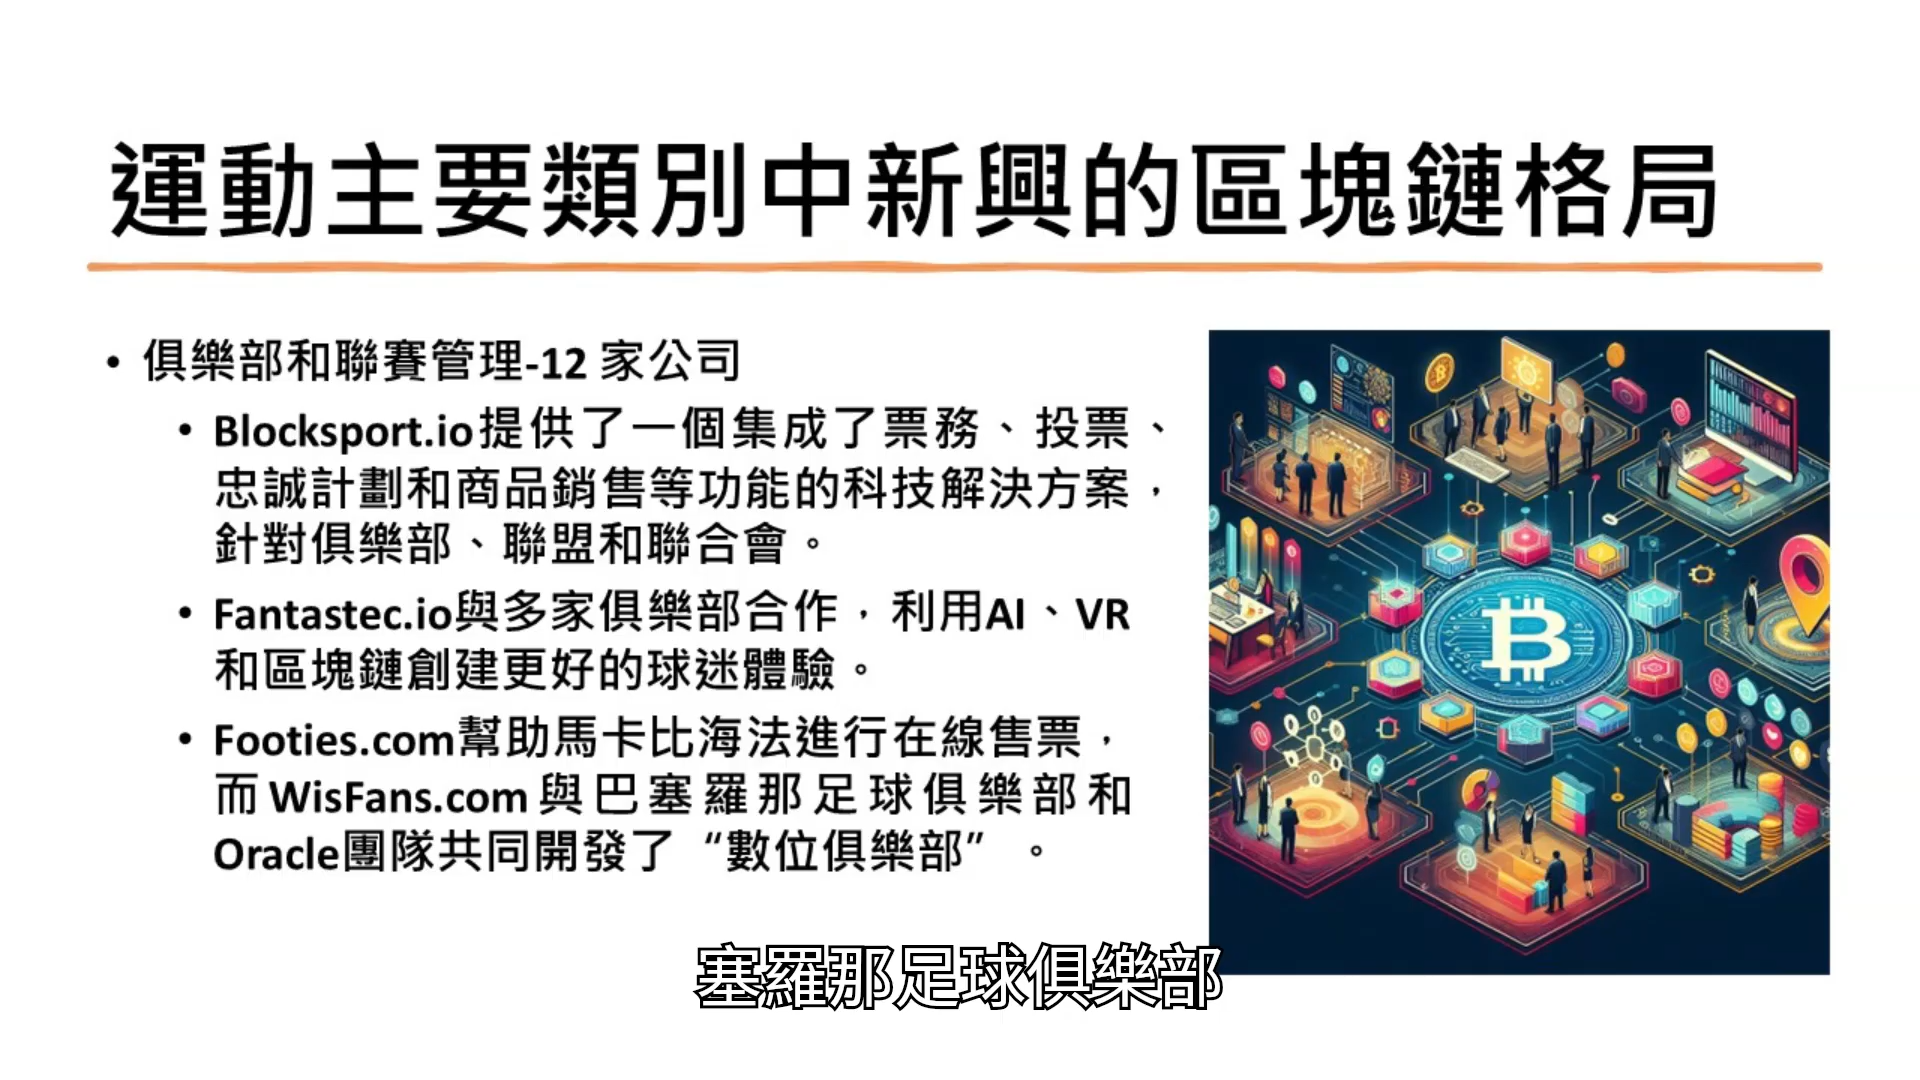 運動主要類別中新興的區塊鏈格局
• 俱樂部和聯賽管理-12 家公司
• Blocksport.io提供了一個集成了票務、投票、
忠誠計劃和商品銷售等功能的科技解決方案，
針對俱樂部、聯盟和聯合會。
• Fantastec.io與多家俱樂部合作，利用AI、VR
和區塊鏈創建更好的球迷體驗。
• Footies.com幫助馬卡比海法進行在線售票，
而WisFans.com與巴塞羅那足球俱樂部和
Oracle團隊共同開發了“數位俱樂部”。
塞羅那足球俱樂部